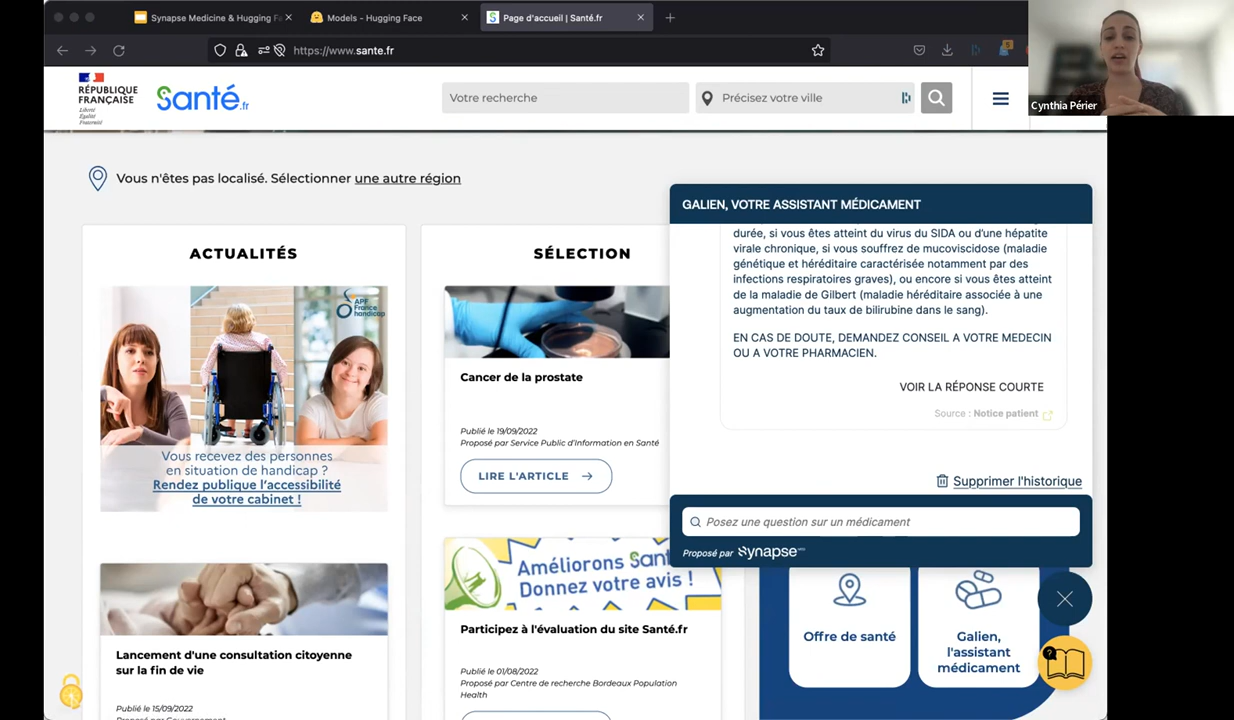 Synapse Medicine & Hugging Fa
Models - Hugging Face
Page d'accueil | Santé.fr
https://www.sante.fr
Cynthia Périer
RÉPUBLIQUE
FRANÇAISE
Liberté
Égalité
Fraternité
Santé.fr
Votre recherche
Précisez votre ville
Vous n'êtes pas localisé. Sélectionner une autre région
ACTUALITÉS
APF
France
handicap
Vous recevez des personnes
en situation de handicap ?
Rendez publique l'accessibilité
de votre cabinet !
Lancement d'une consultation citoyenne
sur la fin de vie
Publié le 15/09/2022
Proposé par Gouvernement
SÉLECTION
Cancer de la prostate
Publié le 19/09/2022
Proposé par Service Public d'Information en Santé
LIRE L'ARTICLE
Améliorons Sant
Donnez votre avis !
Participez à l'évaluation du site Santé.fr
Publié le 01/08/2022
Proposé par Centre de recherche Bordeaux Population
Health
GALIEN, VOTRE ASSISTANT MÉDICAMENT
durée, si vous êtes atteint du virus du SIDA ou d'une hépatite
virale chronique, si vous souffrez de mucoviscidose (maladie
génétique et héréditaire caractérisée notamment par des
infections respiratoires graves), ou encore si vous êtes atteint
de la maladie de Gilbert (maladie héréditaire associée à une
augmentation du taux de bilirubine dans le sang).
EN CAS DE DOUTE, DEMANDEZ CONSEIL A VOTRE MEDECIN
OU A VOTRE PHARMACIEN.
VOIR LA RÉPONSE COURTE
Source : Notice patient
Supprimer l'historique
Posez une question sur un médicament
Proposé par Synapse
Offre de santé
Galien,
l'assistant
médicament